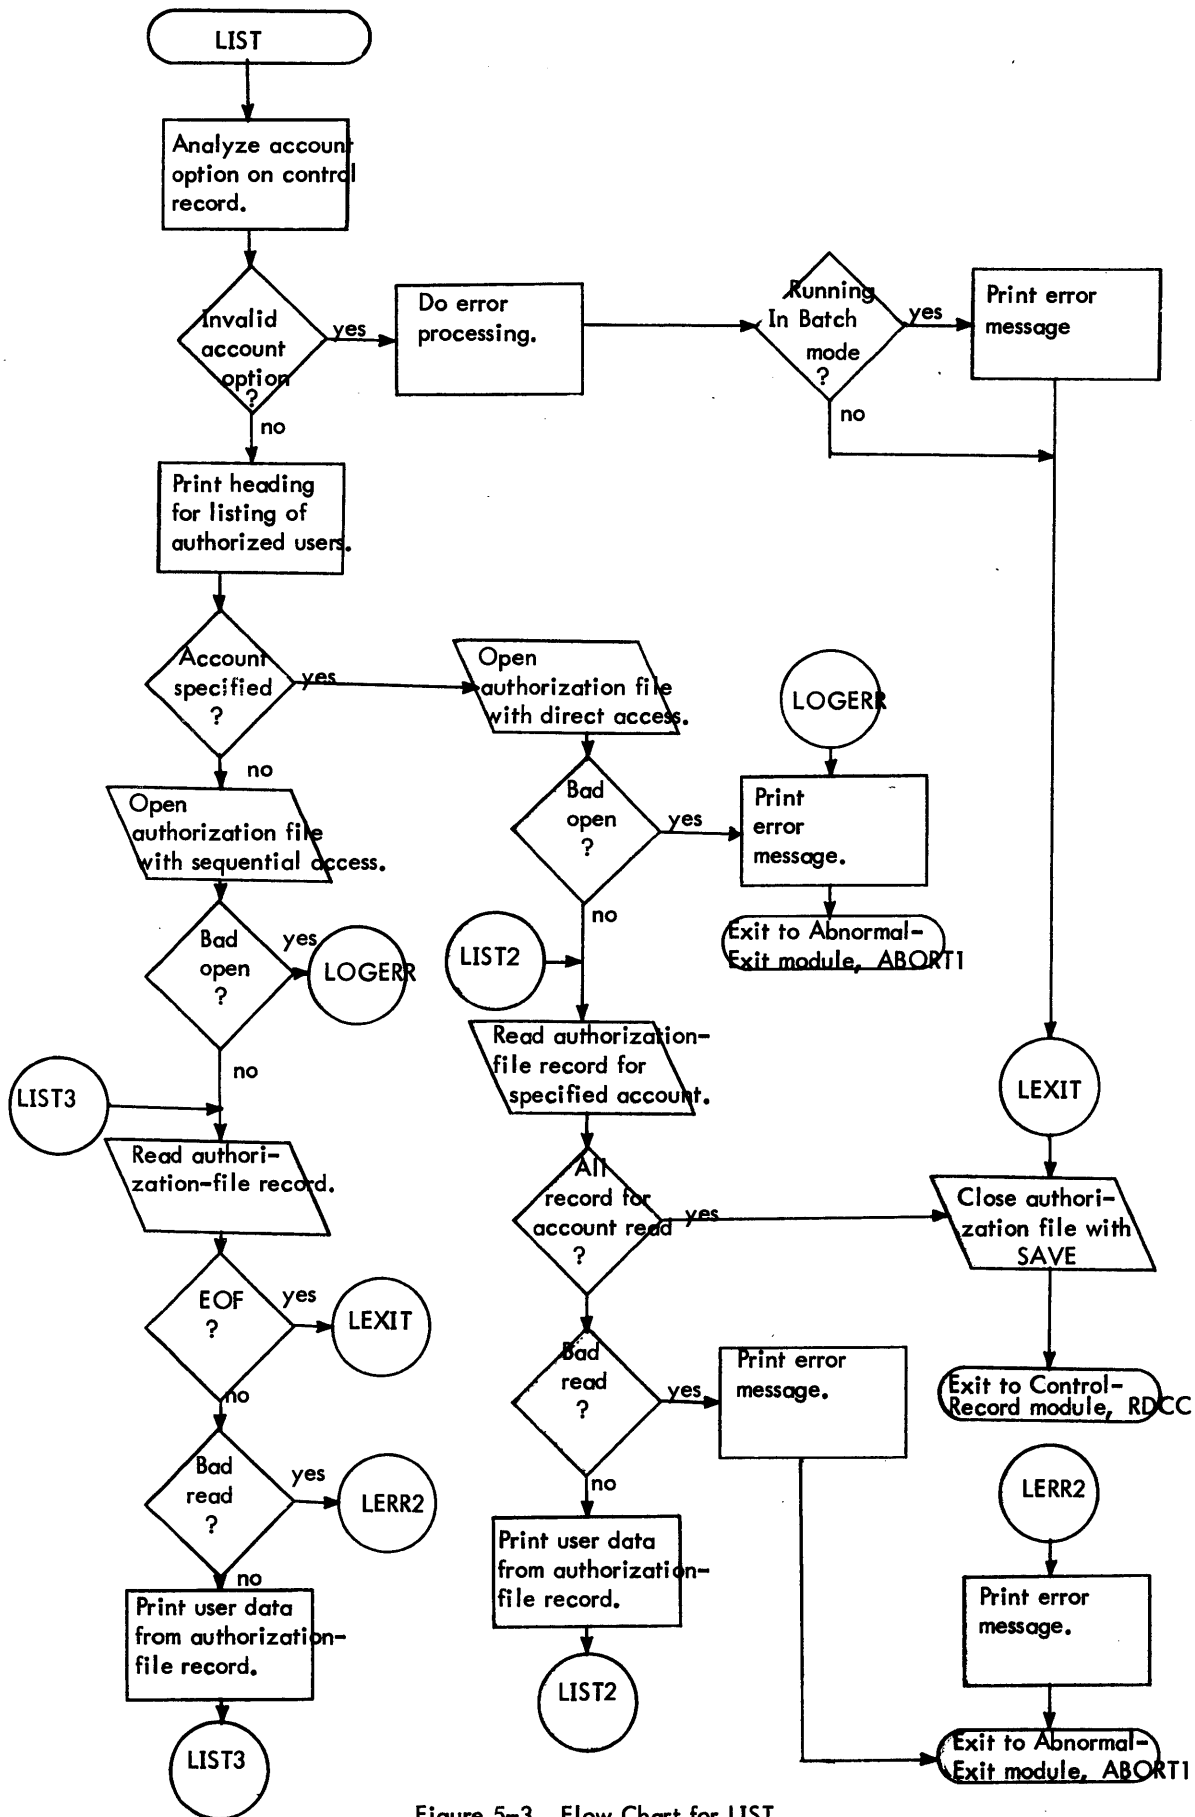 LIST
Analyze account
option on control
record.
Invalid
account
option
?
yes
no
Do error
processing.
Running
In Batch
mode
?
yes
no
Print error
message
Print heading
for listing of
authorized users.
Account
specified
?
yes
no
Open
authorization file
with direct access.
LOGERR
Open
authorization file
with sequential access.
Bad
open
?
yes
no
Print
error
message.
Exit to Abnormal-
Exit module, ABORT1
Bad
open
?
yes
no
LOGERR
LIST2
Read authorization-
file record for
specified account.
LEXIT
LIST3
Read authori-
zation-file record.
All
record for
account read
?
yes
Close authori-
zation file with
SAVE
EOF
?
yes
no
LEXIT
Bad
read
?
yes
no
Print error
message.
Exit to Control-
Record module, RDCC
Bad
read
?
yes
no
LERR2
LERR2
Print user data
from authorization-
file record.
Print user data
from authorization-
file record.
Print error
message.
LIST2
LIST3
Exit to Abnormal-
Exit module, ABORT1
Figure 5-3. Flow Chart for LIST